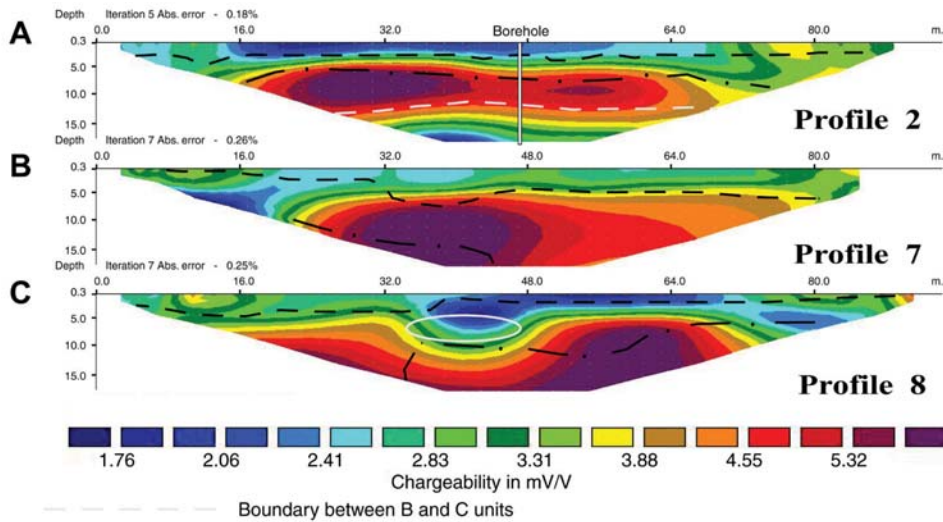 A
Depth Iteration 5 Abs. error - 0.18%
0.0 16.0 32.0 Borehole 64.0 80.0 m.
0.3
5.0
10.0
15.0
Profile 2
B
Depth Iteration 7 Abs. error - 0.26%
0.0 16.0 32.0 48.0 64.0 80.0 m.
0.3
5.0
10.0
15.0
Profile 7
C
Depth Iteration 7 Abs. error - 0.25%
0.0 16.0 32.0 48.0 64.0 80.0 m.
0.3
5.0
10.0
15.0
Profile 8
1.76 2.06 2.41 2.83 3.31 3.88 4.55 5.32
Chargeability in mV/V
Boundary between B and C units